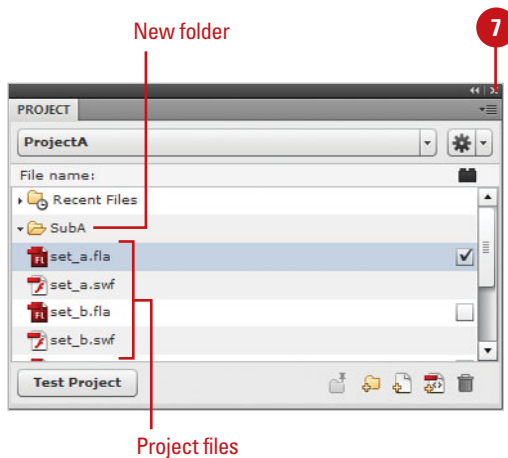 New folder
7
PROJECT
ProjectA
File name:
Recent Files
SubA
set_a.fla
set_a.swf
set_b.fla
set_b.swf
Test Project
Project files